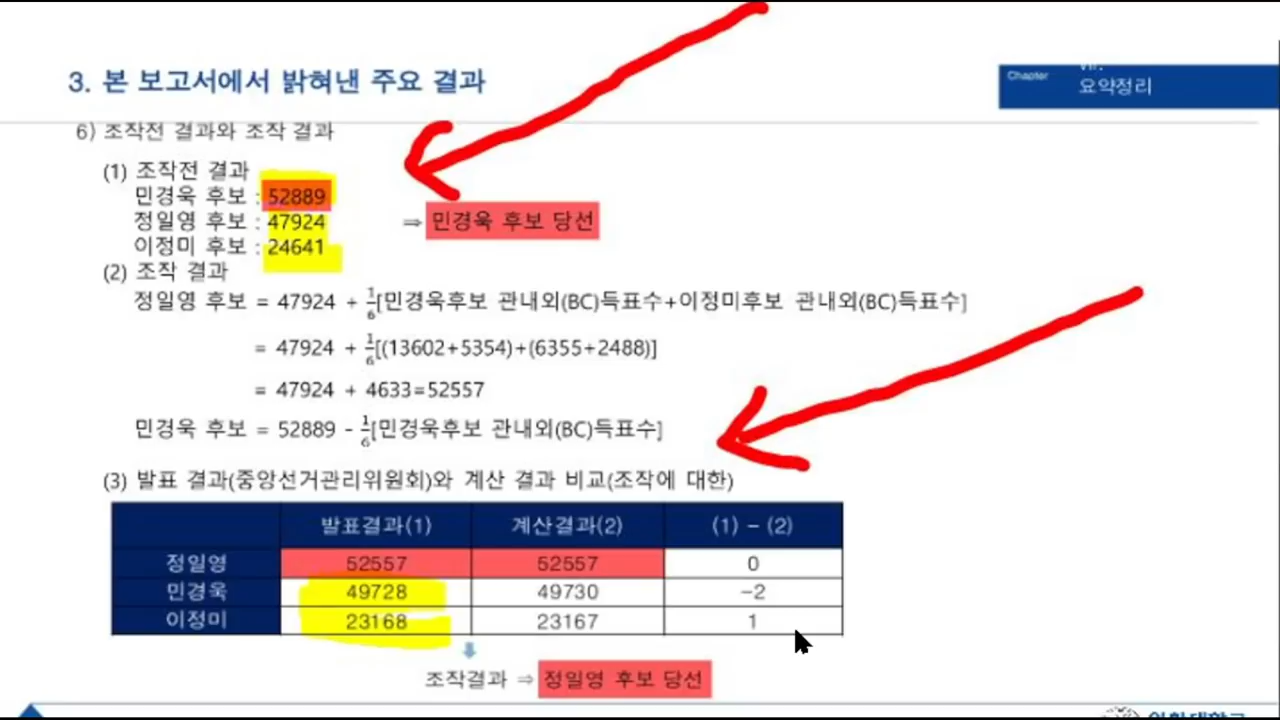 3. 본 보고서에서 밝혀낸 주요 결과
Chapter
VII.
요약정리
6) 조작전 결과와 조작 결과
(1) 조작전 결과
민경욱 후보 : 52889
정일영 후보 : 47924 ⇒ 민경욱 후보 당선
이정미 후보 : 24641
(2) 조작 결과
정일영 후보 = 47924 + 1/6[민경욱후보 관내외(BC)득표수+이정미후보 관내외(BC)득표수]
= 47924 + 1/6[(13602+5354)+(6355+2488)]
= 47924 + 4633=52557
민경욱 후보 = 52889 - 1/6[민경욱후보 관내외(BC)득표수]
(3) 발표 결과(중앙선거관리위원회)와 계산 결과 비교(조작에 대한)
발표결과(1) 계산결과(2) (1) - (2)
정일영 52557 52557 0
민경욱 49728 49730 -2
이정미 23168 23167 1
조작결과 ⇒ 정일영 후보 당선